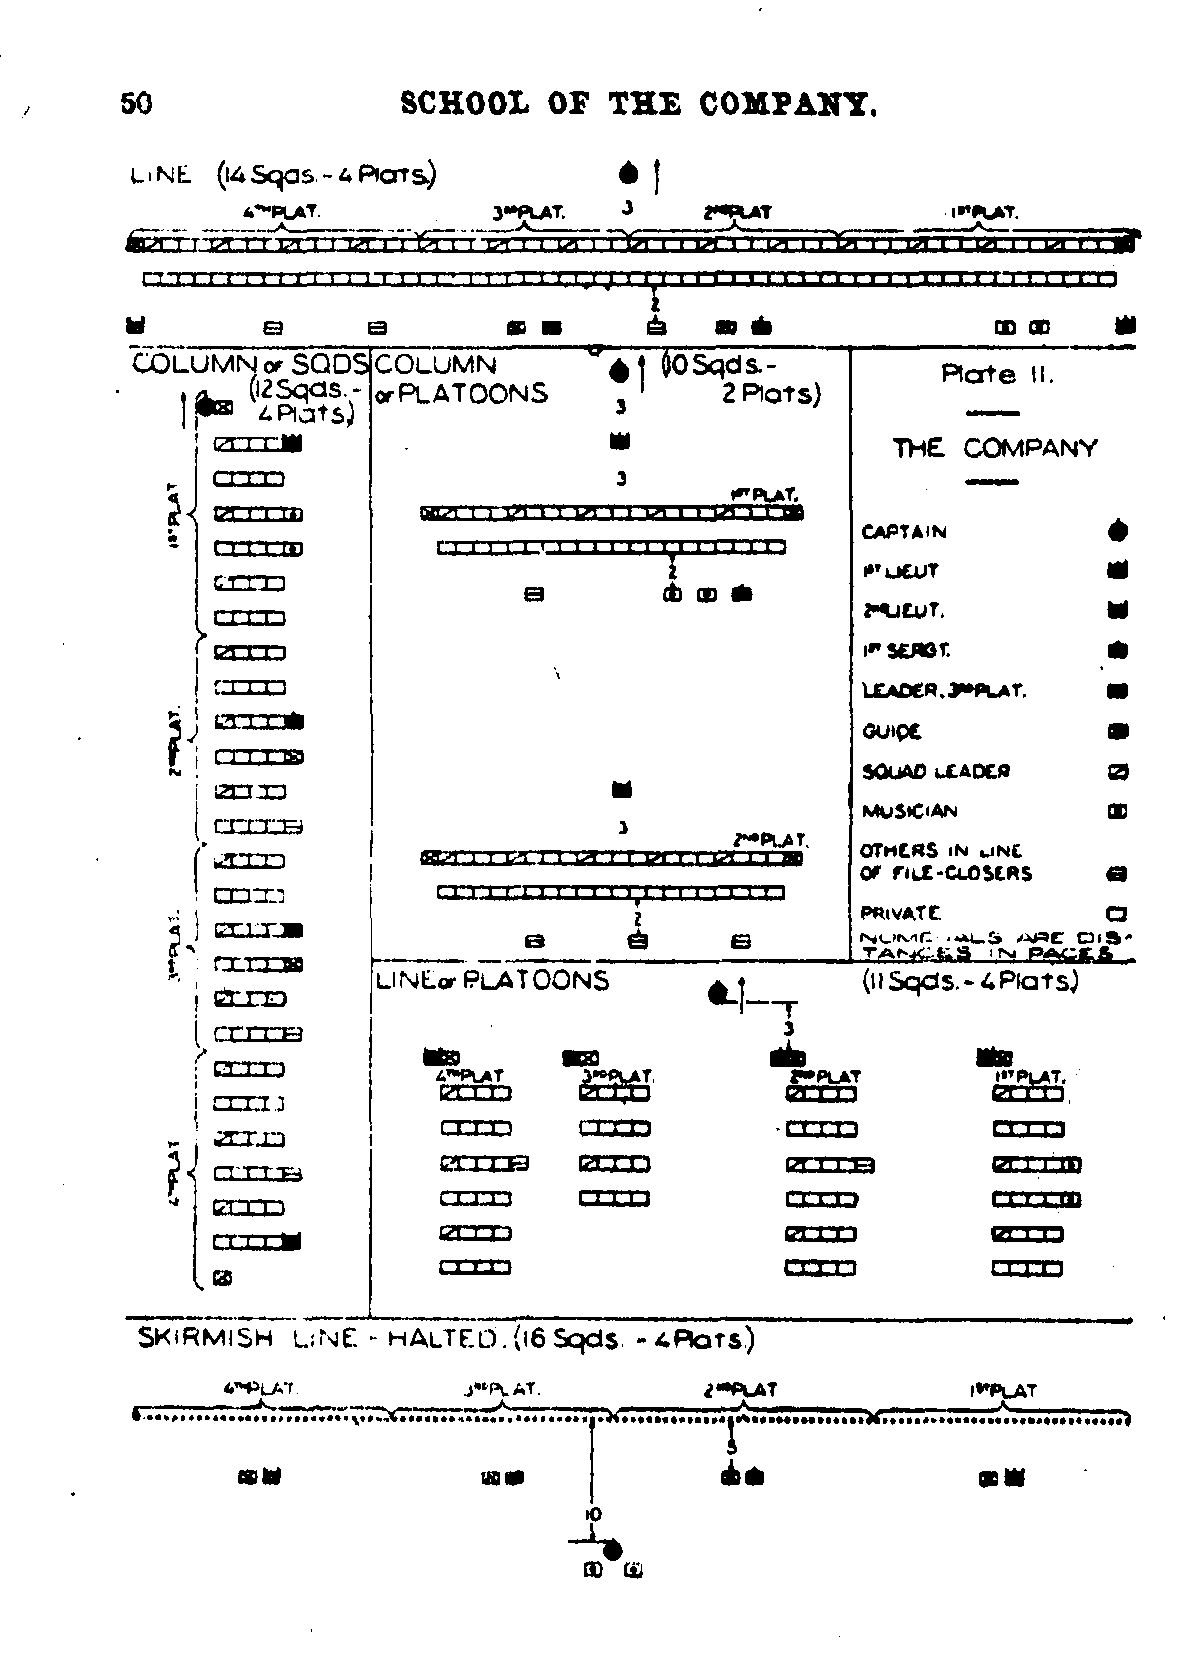 50 SCHOOL OF THE COMPANY.
LINE (14 Sqds. - 4 Plats.)
3
4TH PLAT. 3RD PLAT. 2ND PLAT 1ST PLAT.
2
COLUMN OF SQDS
(12 Sqds. -
4 Plats.)
1ST PLAT
2ND PLAT.
3RD PLAT.
4TH PLAT
COLUMN
OF PLATOONS
(10 Sqds. -
2 Plats)
3
3
1ST PLAT.
2
3
2ND PLAT.
2
Plate II.
THE COMPANY
CAPTAIN
1ST LIEUT
2ND LIEUT.
1ST SERGT.
LEADER, 3RD PLAT.
GUIDE
SQUAD LEADER
MUSICIAN
OTHERS IN LINE
OF FILE-CLOSERS
PRIVATE
NUMERALS ARE DIS-
TANCES IN PACES
LINE OF PLATOONS (11 Sqds. - 4 Plats.)
3
4TH PLAT 3RD PLAT. 2ND PLAT 1ST PLAT.
SKIRMISH LINE - HALTED. (16 Sqds. - 4 Plats.)
4TH PLAT. 3RD PLAT. 2ND PLAT 1ST PLAT
5
10